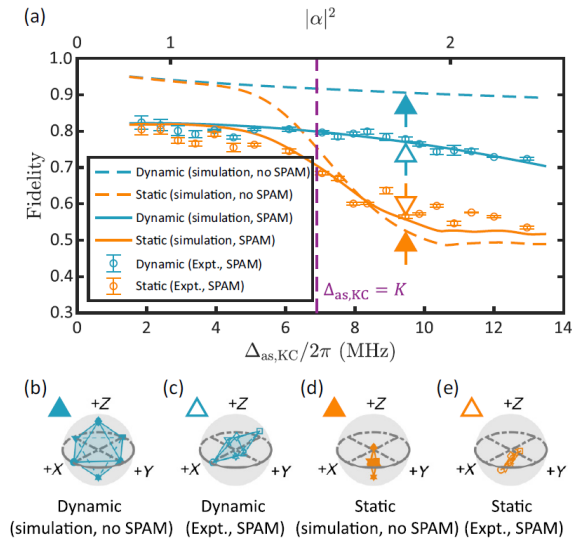 (a)
|α|²
0 1 2
Fidelity
1.0
0.9
0.8
0.7
0.6
0.5
0.4
0.3
Dynamic (simulation, no SPAM)
Static (simulation, no SPAM)
Dynamic (simulation, SPAM)
Static (simulation, SPAM)
Dynamic (Expt., SPAM)
Static (Expt., SPAM)
Δas,KC = K
0 2 4 6 8 10 12 14
Δas,KC/2π (MHz)
(b) (c) (d) (e)
+Z +Z +Z +Z
+X +Y +X +Y +X +Y +X +Y
Dynamic
(simulation, no SPAM)
Dynamic
(Expt., SPAM)
Static
(simulation, no SPAM)
Static
(Expt., SPAM)